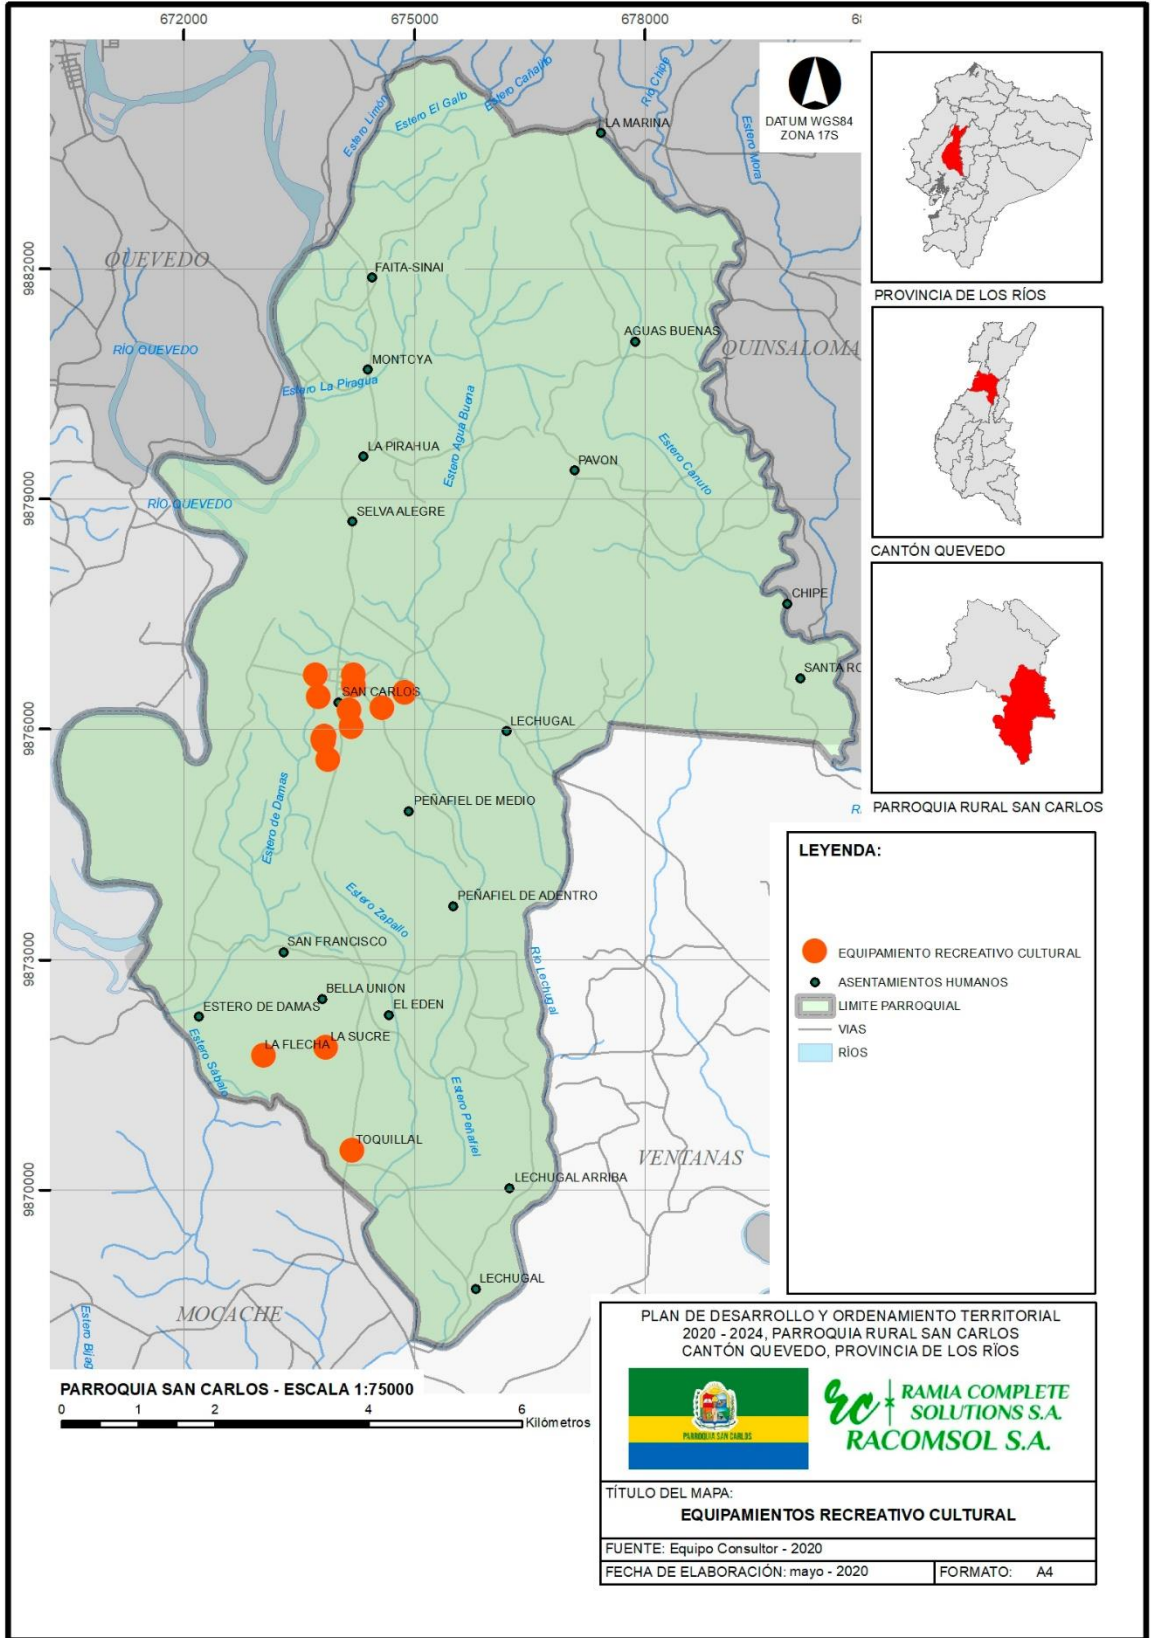 672000
675000
678000
68
9882000
9879000
9876000
9873000
9870000
DATUM WGS84
ZONA 17S
Estero Limón
Estero El Galb
Estero Cañalito
Río Chipe
Estero Mora
LA MARINA
QUEVEDO
FAITA-SINAI
AGUAS BUENAS
QUINSALOMA
RÍO QUEVEDO
MONTCYA
Estero La Piragua
Estero Agua Buena
LA PIRAHUA
PAVON
Estero Canuto
RÍO QUEVEDO
SELVA ALEGRE
CHIPE
SANTA RO
SAN CARLOS
LECHUGAL
Estero de Damas
PEÑAFIEL DE MEDIO
R
Estero Zapallo
PEÑAFIEL DE ADENTRO
SAN FRANCISCO
Río Lechugal
BELLA UNION
ESTERO DE DAMAS
EL EDEN
LA SUCRE
LA FLECHA
Estero Sábalo
Estero Peñafiel
TOQUILLAL
VENTANAS
LECHUGAL ARRIBA
LECHUGAL
MOCACHE
PARROQUIA SAN CARLOS - ESCALA 1:75000
0 1 2 4 6
Kilómetros
PROVINCIA DE LOS RÍOS
CANTÓN QUEVEDO
PARROQUIA RURAL SAN CARLOS
LEYENDA:
EQUIPAMIENTO RECREATIVO CULTURAL
ASENTAMIENTOS HUMANOS
LIMITE PARROQUIAL
VIAS
RÍOS
PLAN DE DESARROLLO Y ORDENAMIENTO TERRITORIAL
2020 - 2024, PARROQUIA RURAL SAN CARLOS
CANTÓN QUEVEDO, PROVINCIA DE LOS RÏOS
PARROQUIA SAN CARLOS
rc
RAMIA COMPLETE
SOLUTIONS S.A.
RACOMSOL S.A.
TÍTULO DEL MAPA:
EQUIPAMIENTOS RECREATIVO CULTURAL
FUENTE: Equipo Consultor - 2020
FECHA DE ELABORACIÓN: mayo - 2020
FORMATO: A4